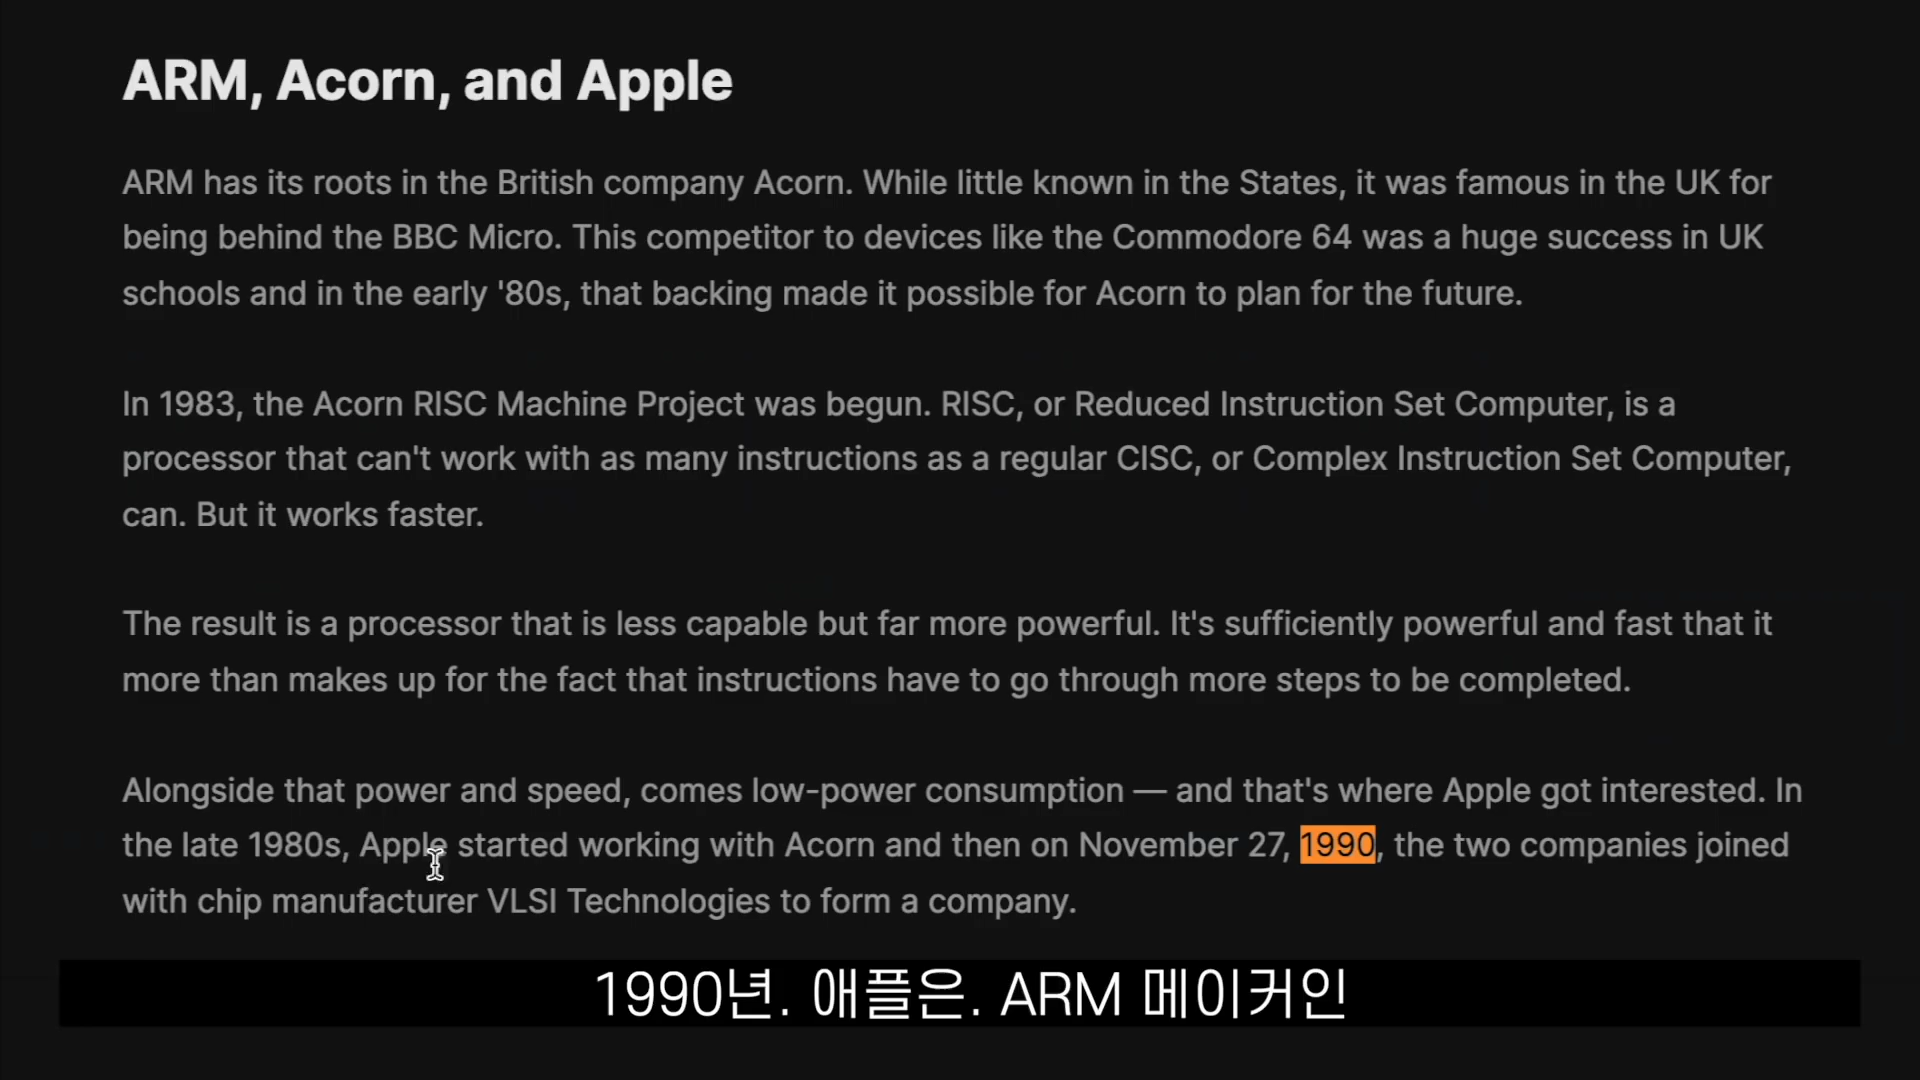 ARM, Acorn, and Apple
ARM has its roots in the British company Acorn. While little known in the States, it was famous in the UK for
being behind the BBC Micro. This competitor to devices like the Commodore 64 was a huge success in UK
schools and in the early '80s, that backing made it possible for Acorn to plan for the future.
In 1983, the Acorn RISC Machine Project was begun. RISC, or Reduced Instruction Set Computer, is a
processor that can't work with as many instructions as a regular CISC, or Complex Instruction Set Computer,
can. But it works faster.
The result is a processor that is less capable but far more powerful. It's sufficiently powerful and fast that it
more than makes up for the fact that instructions have to go through more steps to be completed.
Alongside that power and speed, comes low-power consumption — and that's where Apple got interested. In
the late 1980s, Apple started working with Acorn and then on November 27, 1990, the two companies joined
with chip manufacturer VLSI Technologies to form a company.
1990년. 애플은. ARM 메이커인